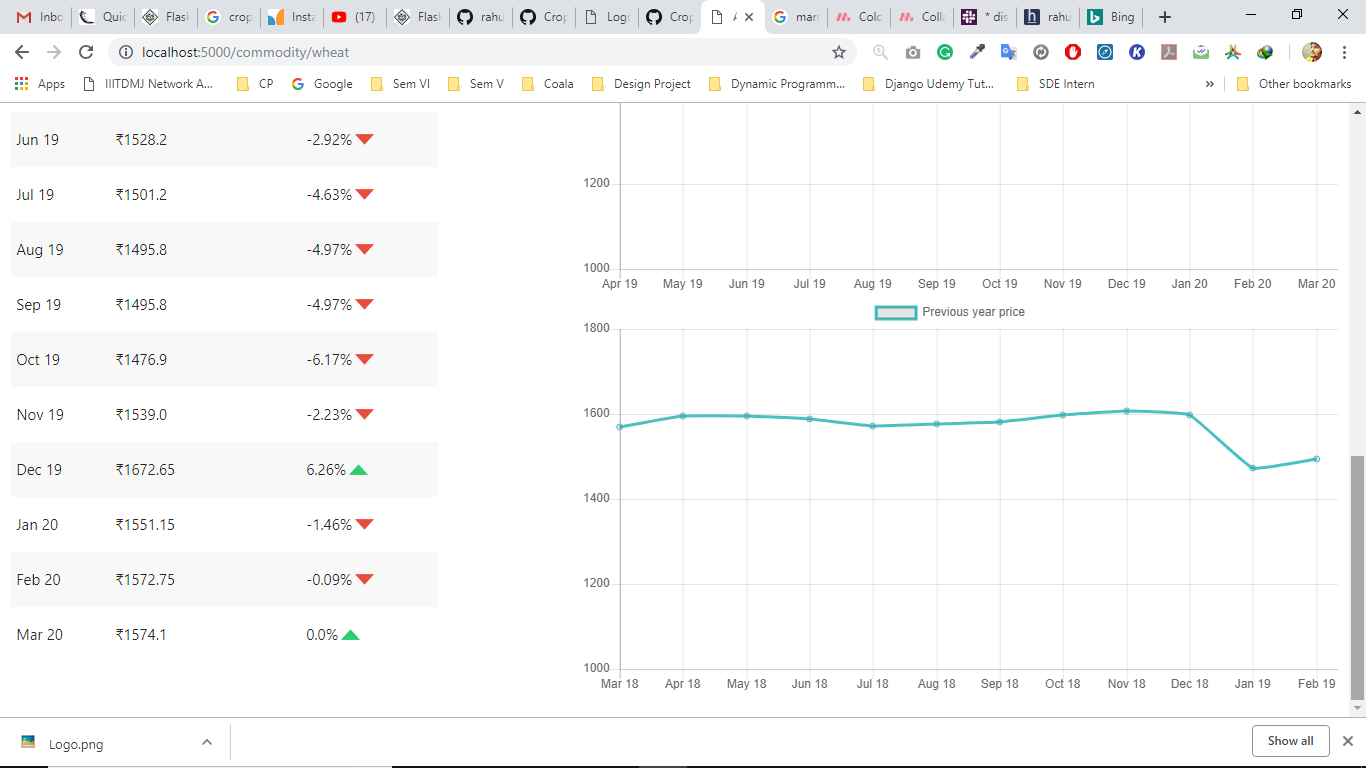 Inbo
Quic
Flas
crop
Insta
(17)
Flas
rahu
Crop
Logo
Crop
A
mar
Colo
Colla
* dis
rahu
Bing
localhost:5000/commodity/wheat
Apps
IIITDMJ Network A...
CP
Google
Sem VI
Sem V
Coala
Design Project
Dynamic Programm...
Django Udemy Tut...
SDE Intern
»
Other bookmarks
Jun 19 ₹1528.2 -2.92%
Jul 19 ₹1501.2 -4.63%
Aug 19 ₹1495.8 -4.97%
Sep 19 ₹1495.8 -4.97%
Oct 19 ₹1476.9 -6.17%
Nov 19 ₹1539.0 -2.23%
Dec 19 ₹1672.65 6.26%
Jan 20 ₹1551.15 -1.46%
Feb 20 ₹1572.75 -0.09%
Mar 20 ₹1574.1 0.0%
1200
1000
Apr 19 May 19 Jun 19 Jul 19 Aug 19 Sep 19 Oct 19 Nov 19 Dec 19 Jan 20 Feb 20 Mar 20
Previous year price
1800
1600
1400
1200
1000
Mar 18 Apr 18 May 18 Jun 18 Jul 18 Aug 18 Sep 18 Oct 18 Nov 18 Dec 18 Jan 19 Feb 19
Logo.png
Show all